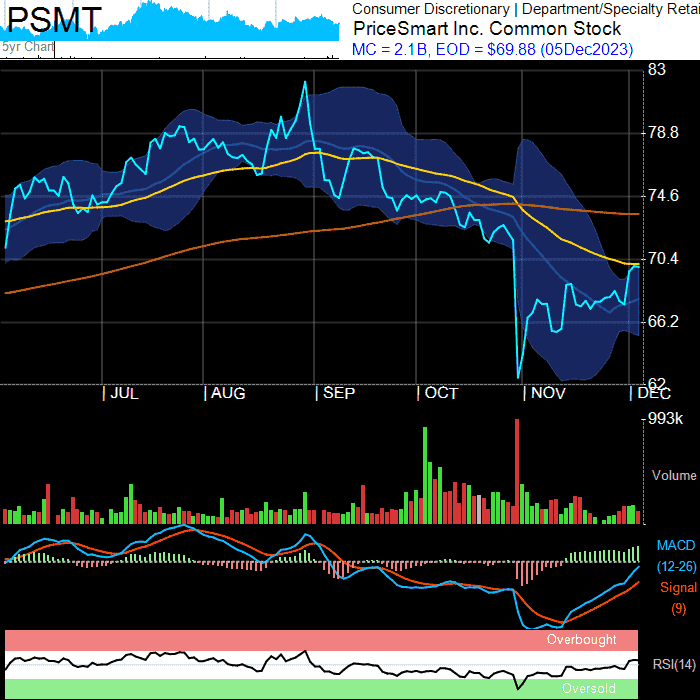 PSMT
5yr Chart
Consumer Discretionary | Department/Specialty Retai
PriceSmart Inc. Common Stock
MC = 2.1B, EOD = $69.88 (05Dec2023)
83
78.8
74.6
70.4
66.2
62
JUL
AUG
SEP
OCT
NOV
DEC
993k
Volume
MACD
(12-26)
Signal
(9)
Overbought
RSI(14)
Oversold